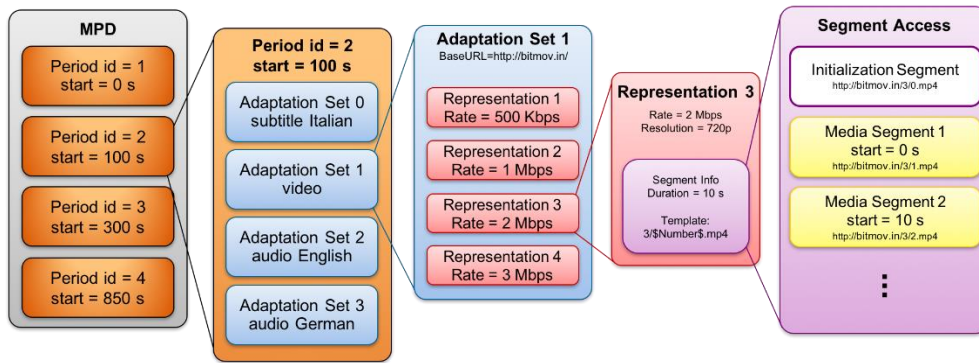 MPD
Period id = 1
start = 0 s
Period id = 2
start = 100 s
Period id = 3
start = 300 s
Period id = 4
start = 850 s
Period id = 2
start = 100 s
Adaptation Set 0
subtitle Italian
Adaptation Set 1
video
Adaptation Set 2
audio English
Adaptation Set 3
audio German
Adaptation Set 1
BaseURL=http://bitmov.in/
Representation 1
Rate = 500 Kbps
Representation 2
Rate = 1 Mbps
Representation 3
Rate = 2 Mbps
Representation 4
Rate = 3 Mbps
Representation 3
Rate = 2 Mbps
Resolution = 720p
Segment Info
Duration = 10 s
Template:
3/$Number$.mp4
Segment Access
Initialization Segment
http://bitmov.in/3/0.mp4
Media Segment 1
start = 0 s
http://bitmov.in/3/1.mp4
Media Segment 2
start = 10 s
http://bitmov.in/3/2.mp4